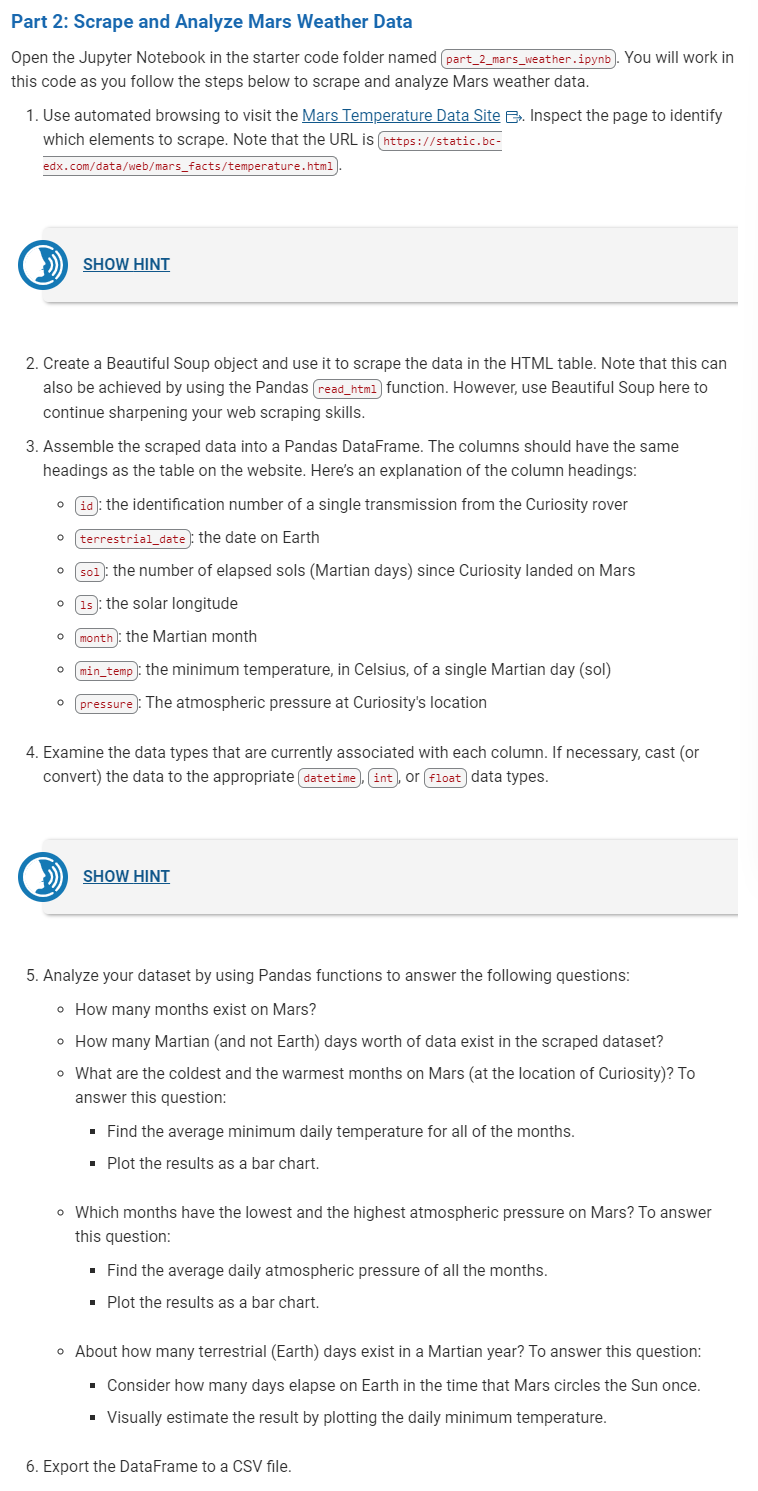 Part 2: Scrape and Analyze Mars Weather Data
Open the Jupyter Notebook in the starter code folder named part_2_mars_weather.ipynb. You will work in
this code as you follow the steps below to scrape and analyze Mars weather data.
1. Use automated browsing to visit the Mars Temperature Data Site. Inspect the page to identify
which elements to scrape. Note that the URL is https://static.bc-
edx.com/data/web/mars_facts/temperature.html.
SHOW HINT
2. Create a Beautiful Soup object and use it to scrape the data in the HTML table. Note that this can
also be achieved by using the Pandas read_html function. However, use Beautiful Soup here to
continue sharpening your web scraping skills.
3. Assemble the scraped data into a Pandas DataFrame. The columns should have the same
headings as the table on the website. Here’s an explanation of the column headings:
◦ id: the identification number of a single transmission from the Curiosity rover
◦ terrestrial_date: the date on Earth
◦ sol: the number of elapsed sols (Martian days) since Curiosity landed on Mars
◦ ls: the solar longitude
◦ month: the Martian month
◦ min_temp: the minimum temperature, in Celsius, of a single Martian day (sol)
◦ pressure: The atmospheric pressure at Curiosity's location
4. Examine the data types that are currently associated with each column. If necessary, cast (or
convert) the data to the appropriate datetime, int, or float data types.
SHOW HINT
5. Analyze your dataset by using Pandas functions to answer the following questions:
◦ How many months exist on Mars?
◦ How many Martian (and not Earth) days worth of data exist in the scraped dataset?
◦ What are the coldest and the warmest months on Mars (at the location of Curiosity)? To
answer this question:
▪ Find the average minimum daily temperature for all of the months.
▪ Plot the results as a bar chart.
◦ Which months have the lowest and the highest atmospheric pressure on Mars? To answer
this question:
▪ Find the average daily atmospheric pressure of all the months.
▪ Plot the results as a bar chart.
◦ About how many terrestrial (Earth) days exist in a Martian year? To answer this question:
▪ Consider how many days elapse on Earth in the time that Mars circles the Sun once.
▪ Visually estimate the result by plotting the daily minimum temperature.
6. Export the DataFrame to a CSV file.